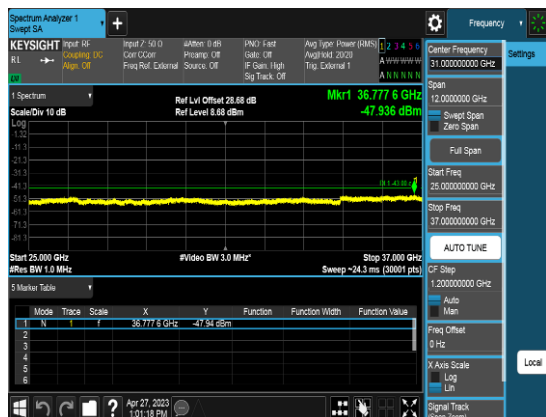 Spectrum Analyzer 1
Swept SA
+
Frequency
KEYSIGHT
RL
Input: RF
Coupling: DC
Align: Off
Input Z: 50 Ω
Corr CCorr
Freq Ref: External
#Atten: 0 dB
Preamp: Off
Source: Off
PNO: Fast
Gate: Off
IF Gain: High
Sig Track: Off
Avg Type: Power (RMS)
Avg|Hold: 20/20
Trig: External 1
1 2 3 4 5 6
A W W W W W
A N N N N N
LV
1 Spectrum
Scale/Div 10 dB
Ref Lvl Offset 28.68 dB
Ref Level 8.68 dBm
Mkr1 36.777 6 GHz
-47.936 dBm
Log
-1.32
-11.3
-21.3
-31.3
-41.3
-51.3
-61.3
-71.3
-81.3
Start 25.000 GHz
#Res BW 1.0 MHz
#Video BW 3.0 MHz*
Stop 37.000 GHz
Sweep ~24.3 ms (30001 pts)
5 Marker Table
Mode Trace Scale X Y Function Function Width Function Value
1 N 1 f 36.777 6 GHz -47.94 dBm
2
3
4
5
6
Apr 27, 2023
1:01:18 PM
Center Frequency
31.000000000 GHz
Span
12.0000000 GHz
Swept Span
Zero Span
Full Span
Start Freq
25.000000000 GHz
Stop Freq
37.000000000 GHz
AUTO TUNE
CF Step
1.200000000 GHz
Auto
Man
Freq Offset
0 Hz
X Axis Scale
Log
Lin
Signal Track
(Span Zoom)
Settings
Local